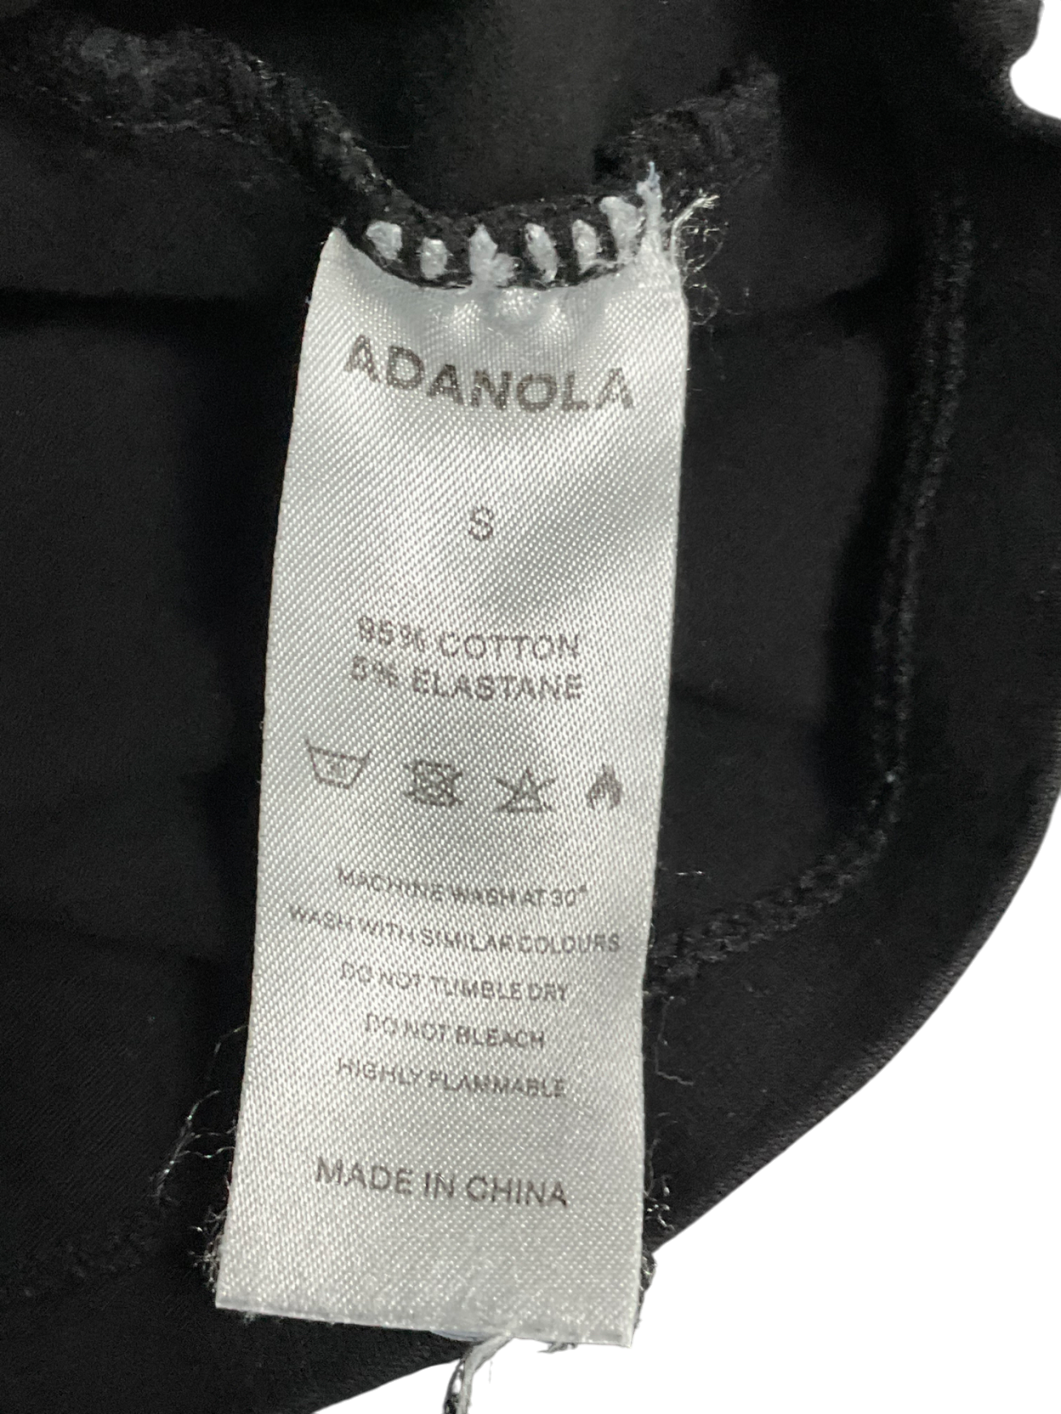 ADANOLA
S
95% COTTON
5% ELASTANE
MACHINE WASH AT 30°
WASH WITH SIMILAR COLOURS
DO NOT TUMBLE DRY
DO NOT BLEACH
HIGHLY FLAMMABLE
MADE IN CHINA